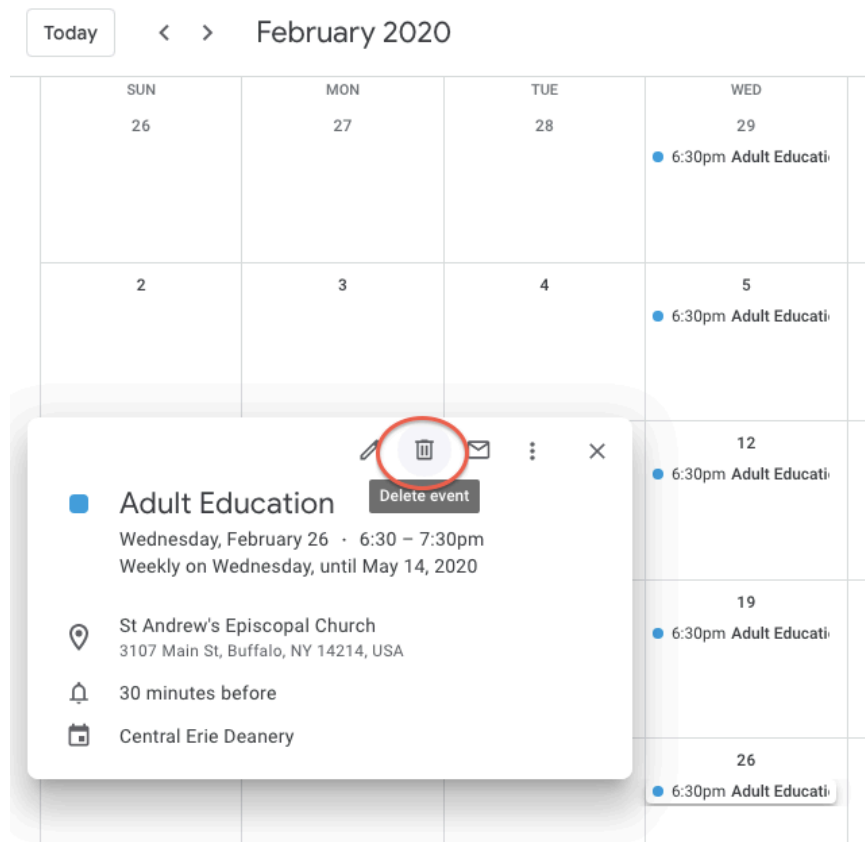 Today February 2020
SUN MON TUE WED
26 27 28 29
6:30pm Adult Educati
2 3 4 5
6:30pm Adult Educati
12
6:30pm Adult Educati
Delete event
Adult Education
Wednesday, February 26 · 6:30 – 7:30pm
Weekly on Wednesday, until May 14, 2020
19
6:30pm Adult Educati
St Andrew's Episcopal Church
3107 Main St, Buffalo, NY 14214, USA
30 minutes before
Central Erie Deanery
26
6:30pm Adult Educati